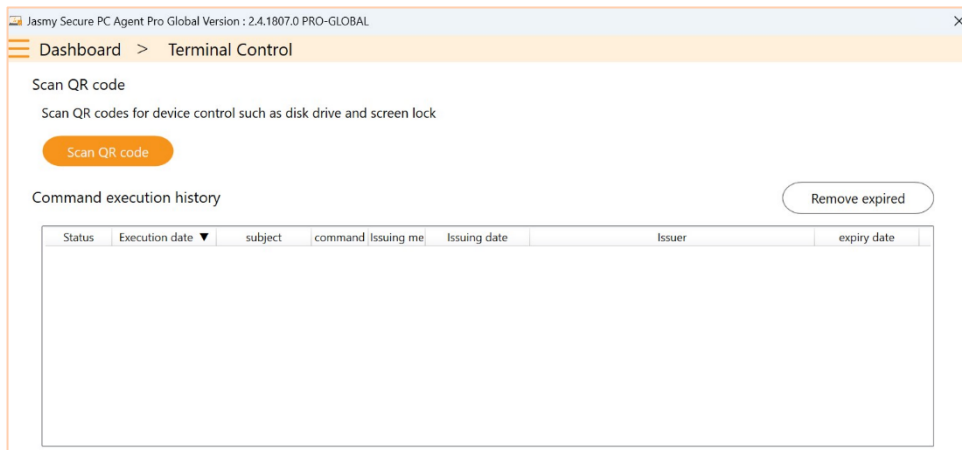 Jasmy Secure PC Agent Pro Global Version : 2.4.1807.0 PRO-GLOBAL
Dashboard > Terminal Control
Scan QR code
Scan QR codes for device control such as disk drive and screen lock
Scan QR code
Command execution history
Remove expired
Status Execution date ▼ subject command Issuing me Issuing date Issuer expiry date